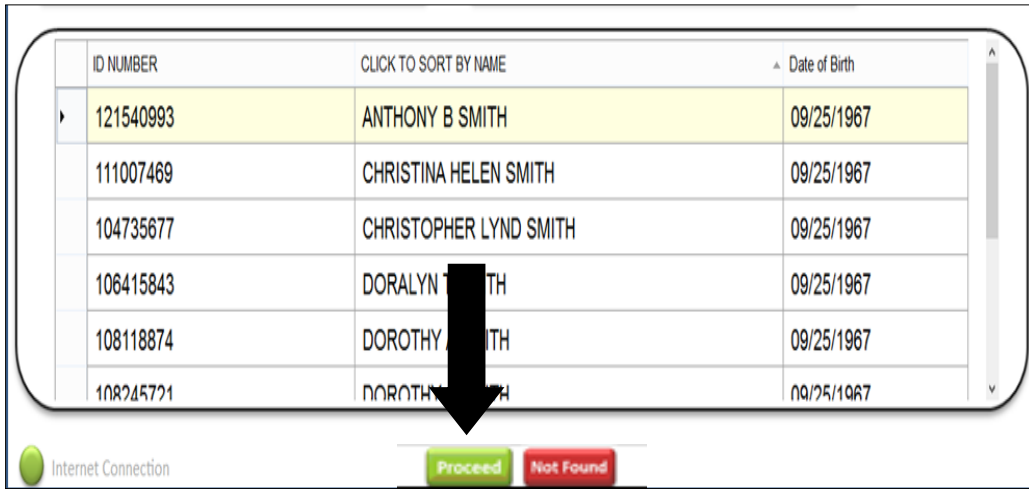 ID NUMBER CLICK TO SORT BY NAME Date of Birth
121540993 ANTHONY B SMITH 09/25/1967
111007469 CHRISTINA HELEN SMITH 09/25/1967
104735677 CHRISTOPHER LYND SMITH 09/25/1967
106415843 DORALYN 09/25/1967
108118874 DOROTHY 09/25/1967
108245721 09/25/1967
Internet Connection Proceed Not Found